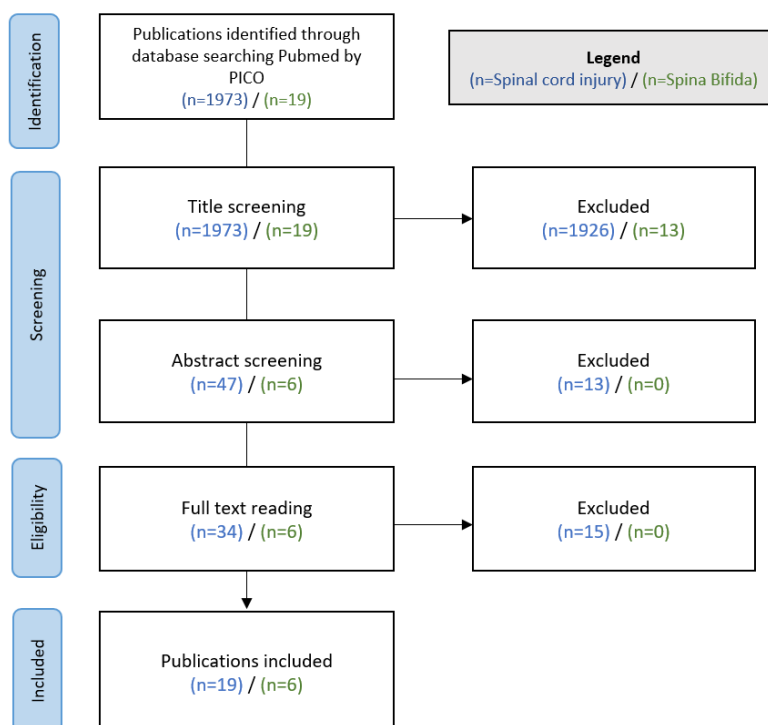 Identification
Publications identified through
database searching Pubmed by
PICO
(n=1973) / (n=19)
Legend
(n=Spinal cord injury) / (n=Spina Bifida)
Screening
Title screening
(n=1973) / (n=19)
Excluded
(n=1926) / (n=13)
Abstract screening
(n=47) / (n=6)
Excluded
(n=13) / (n=0)
Eligibility
Full text reading
(n=34) / (n=6)
Excluded
(n=15) / (n=0)
Included
Publications included
(n=19) / (n=6)